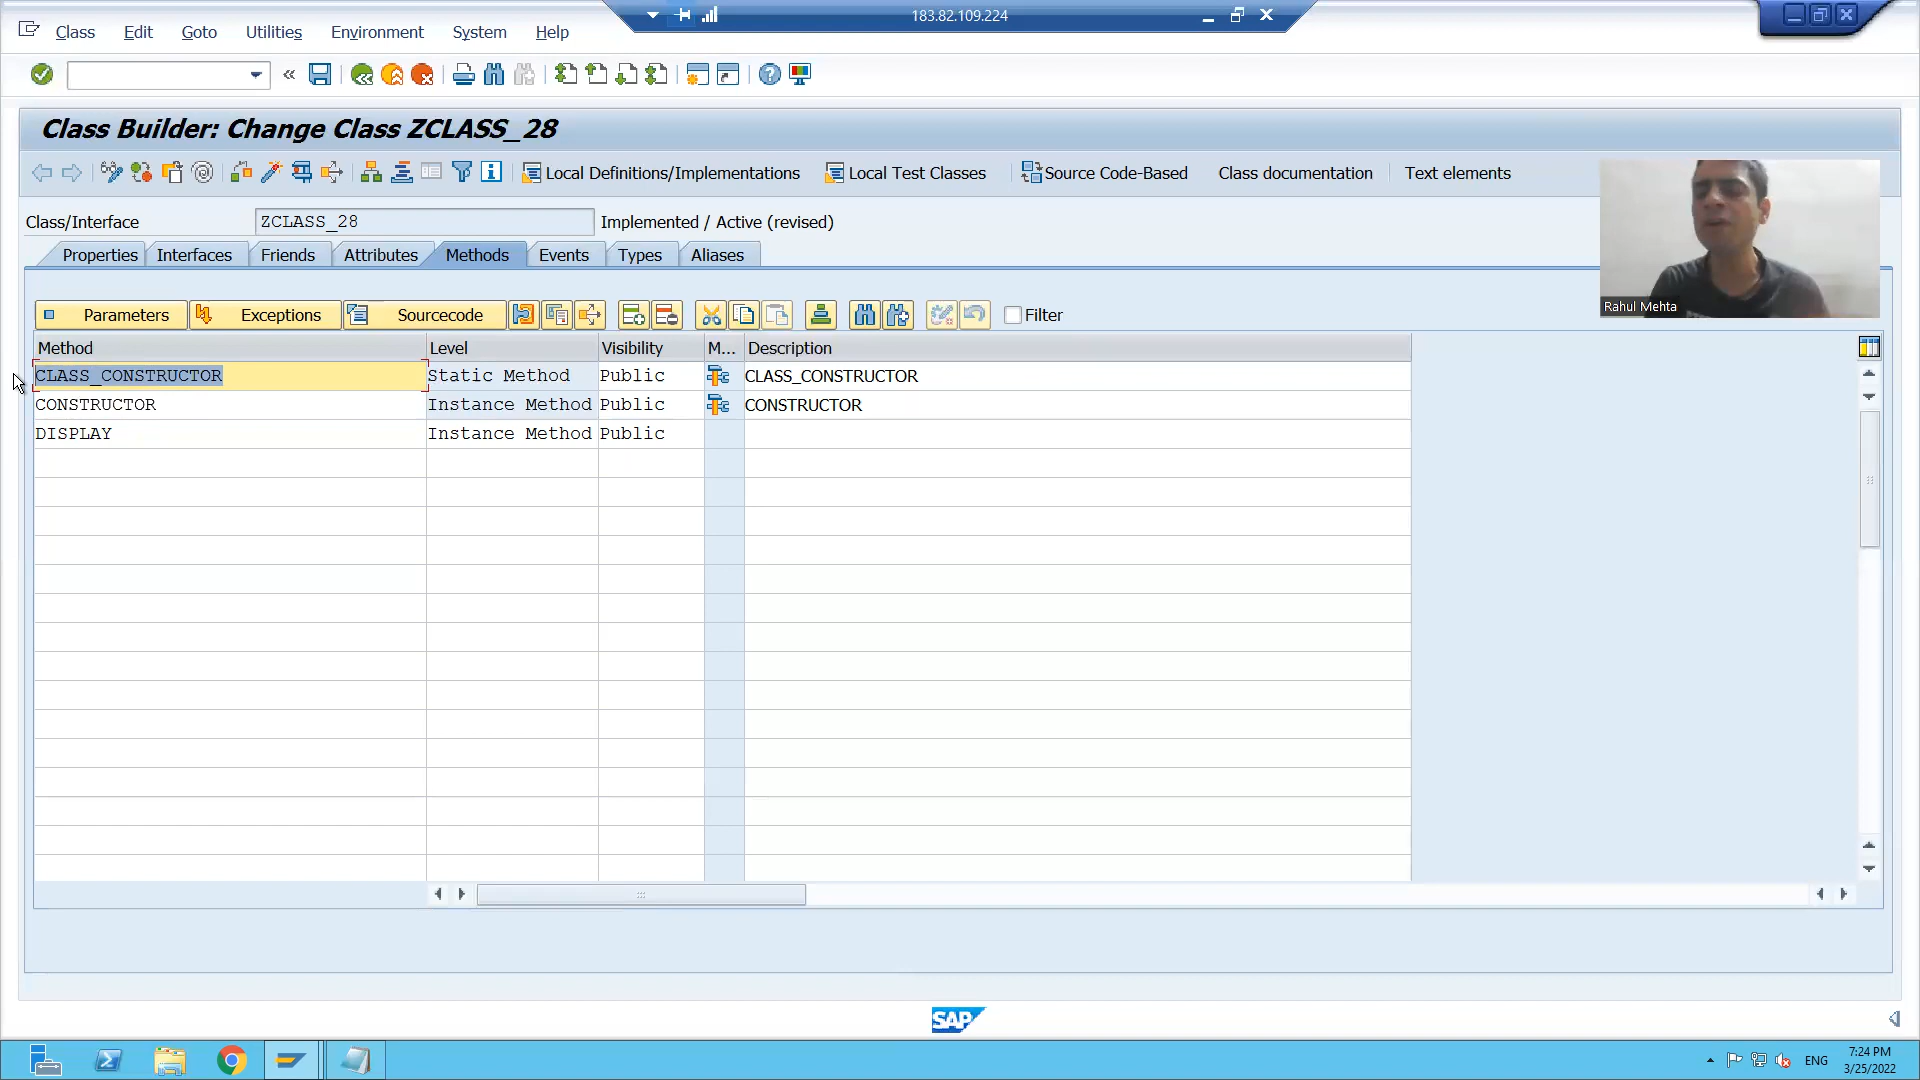 183.82.109.224
Class Edit Goto Utilities Environment System Help
Class Builder: Change Class ZCLASS_28
Local Definitions/Implementations Local Test Classes Source Code-Based Class documentation Text elements
Class/Interface ZCLASS_28 Implemented / Active (revised)
Properties Interfaces Friends Attributes Methods Events Types Aliases
Rahul Mehta
Parameters Exceptions Sourcecode Filter
Method Level Visibility M... Description
CLASS_CONSTRUCTOR Static Method Public CLASS_CONSTRUCTOR
CONSTRUCTOR Instance Method Public CONSTRUCTOR
DISPLAY Instance Method Public
SAP
ENG 7:24 PM
3/25/2022